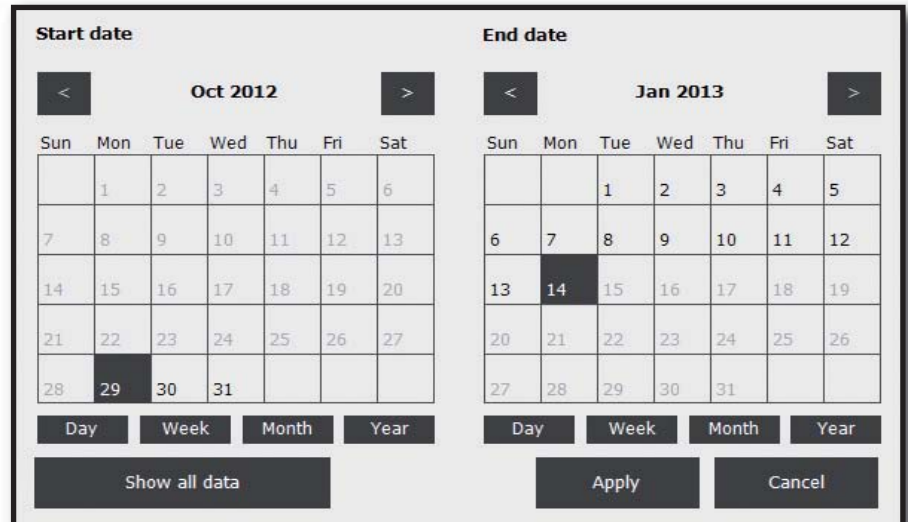 Start date
< Oct 2012 >
Sun Mon Tue Wed Thu Fri Sat
1 2 3 4 5 6
7 8 9 10 11 12 13
14 15 16 17 18 19 20
21 22 23 24 25 26 27
28 29 30 31
Day Week Month Year
Show all data
End date
< Jan 2013 >
Sun Mon Tue Wed Thu Fri Sat
1 2 3 4 5
6 7 8 9 10 11 12
13 14 15 16 17 18 19
20 21 22 23 24 25 26
27 28 29 30 31
Day Week Month Year
Apply Cancel